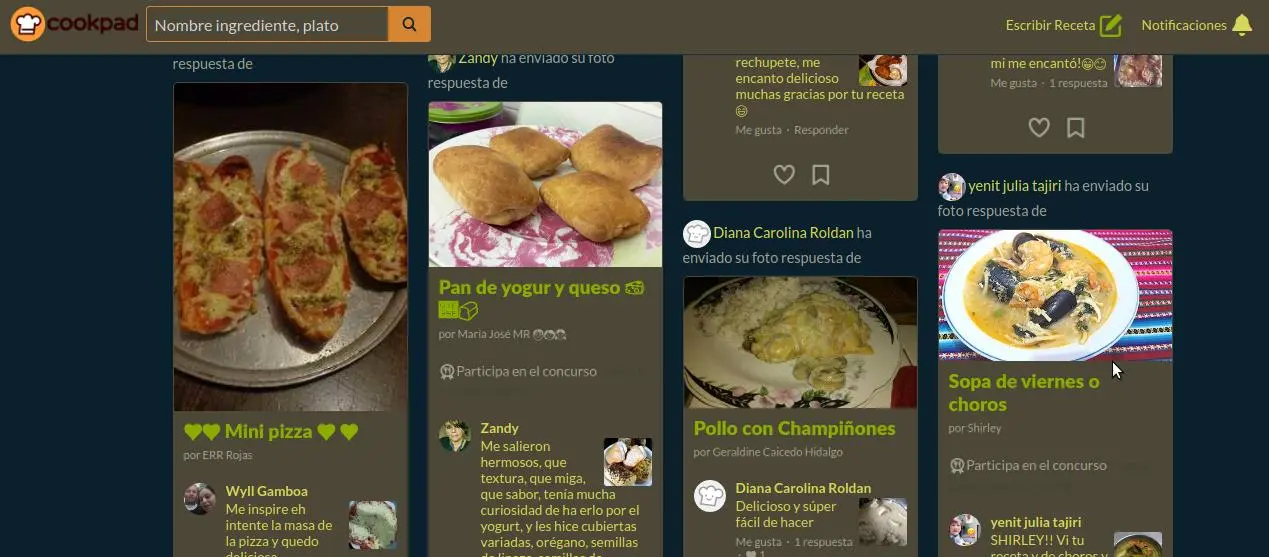 cookpad
Nombre ingrediente, plato
Escribir Receta
Notificaciones
respuesta de
Mini pizza
por ERR Rojas
Wyll Gamboa
Me inspire eh
intente la masa de
la pizza y quedo
deliciosa
Zandy ha enviado su foto
respuesta de
Pan de yogur y queso
por Maria José MR
Participa en el concurso
Zandy
Me salieron
hermosos, que
textura, que miga,
que sabor, tenía mucha
curiosidad de ha erlo por el
yogurt, y les hice cubiertas
variadas, orégano, semillas
de linaza, semillas de
rechupete, me
encanto delicioso
muchas gracias por tu receta
😄
Me gusta · Responder
Diana Carolina Roldan ha
enviado su foto respuesta de
Pollo con Champiñones
por Geraldine Caicedo Hidalgo
Diana Carolina Roldan
Delicioso y súper
fácil de hacer
Me gusta · 1 respuesta
· ♥ 1
mi me encantó!😁😊
Me gusta · 1 respuesta
yenit julia tajiri ha enviado su
foto respuesta de
Sopa de viernes o
choros
por Shirley
Participa en el concurso
yenit julia tajiri
SHIRLEY!! Vi tu
receta y de choros y